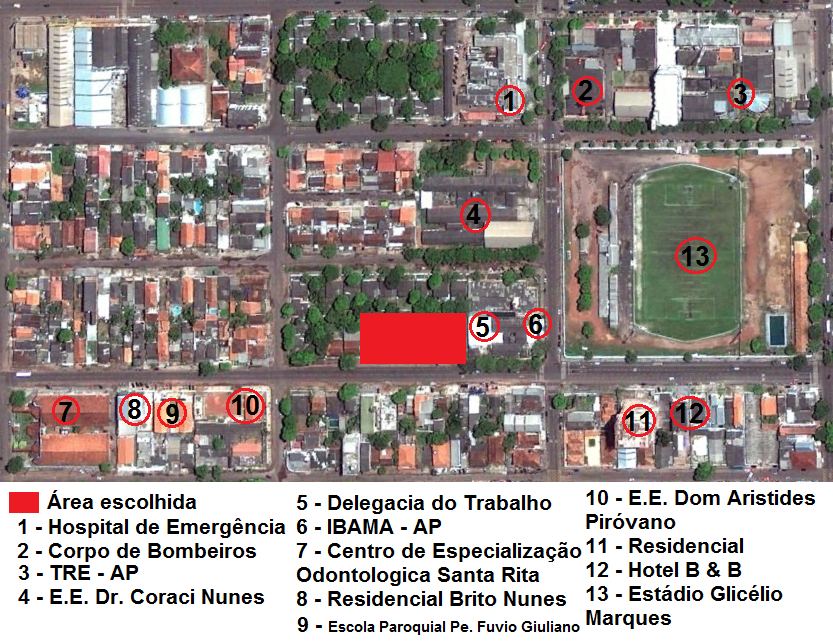 1
2
3
4
13
5
6
7
8
9
10
11
12
Área escolhida
1 - Hospital de Emergência
2 - Corpo de Bombeiros
3 - TRE - AP
4 - E.E. Dr. Coraci Nunes
5 - Delegacia do Trabalho
6 - IBAMA - AP
7 - Centro de Especialização
Odontologica Santa Rita
8 - Residencial Brito Nunes
9 - Escola Paroquial Pe. Fuvio Giuliano
10 - E.E. Dom Aristides
Piróvano
11 - Residencial
12 - Hotel B & B
13 - Estádio Glicélio
Marques